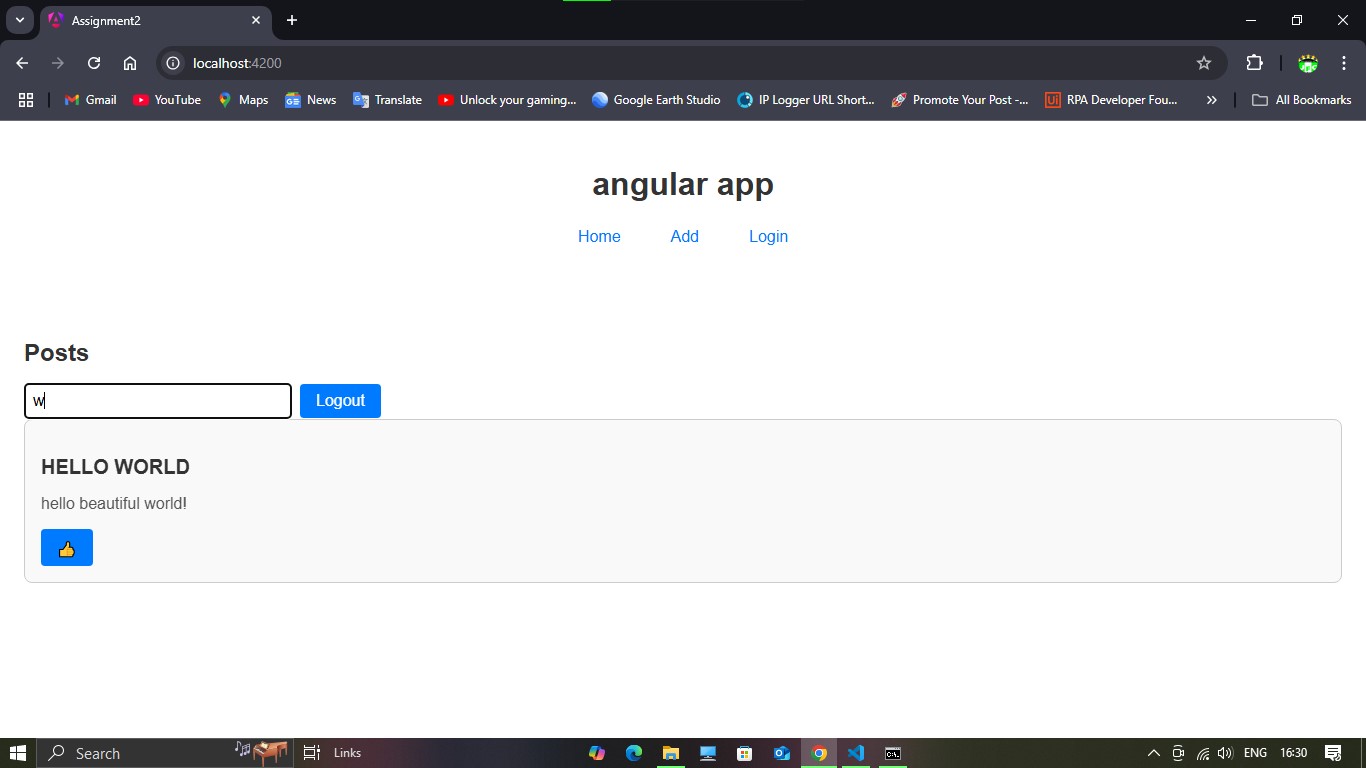 Assignment2
localhost:4200
Gmail YouTube Maps News Translate Unlock your gaming... Google Earth Studio IP Logger URL Short... Promote Your Post -... Ui RPA Developer Fou... » All Bookmarks
angular app
Home Add Login
Posts
w Logout
HELLO WORLD
hello beautiful world!
Search Links ENG 16:30